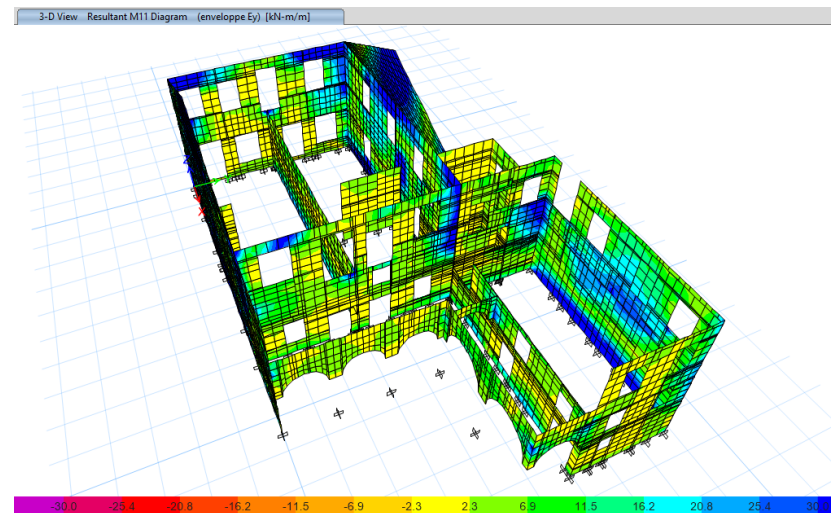 3-D View Resultant M11 Diagram (enveloppe Ey) [kN-m/m]
X
-30.0 -25.4 -20.8 -16.2 -11.5 -6.9 -2.3 2.3 6.9 11.5 16.2 20.8 25.4